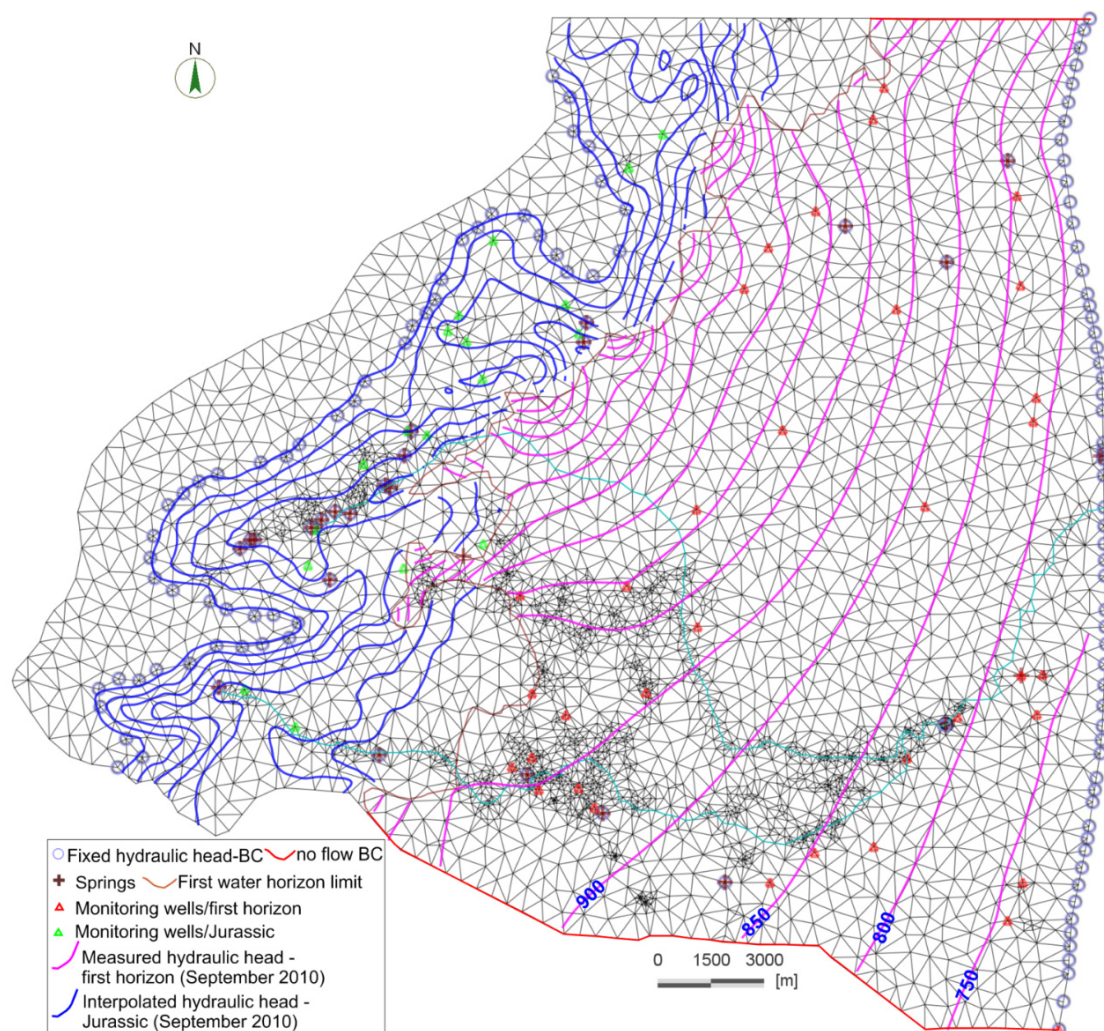 N
900
850
800
750
0 1500 3000
[m]
Fixed hydraulic head-BC no flow BC
Springs First water horizon limit
Monitoring wells/first horizon
Monitoring wells/Jurassic
Measured hydraulic head -
first horizon (September 2010)
Interpolated hydraulic head -
Jurassic (September 2010)